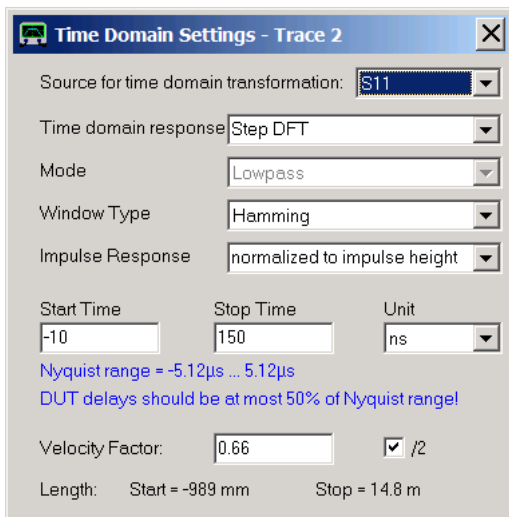 Time Domain Settings - Trace 2
Source for time domain transformation: S11
Time domain response Step DFT
Mode Lowpass
Window Type Hamming
Impulse Response normalized to impulse height
Start Time Stop Time Unit
-10 150 ns
Nyquist range = -5.12µs ... 5.12µs
DUT delays should be at most 50% of Nyquist range!
Velocity Factor: 0.66 /2
Length: Start = -989 mm Stop = 14.8 m